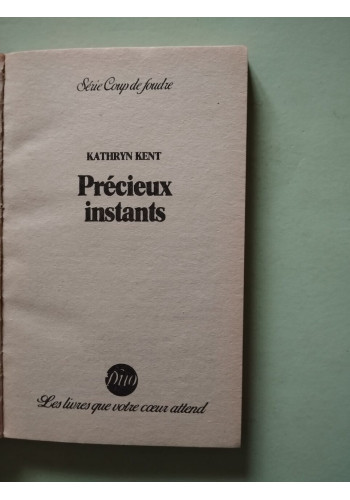 Série Coup de foudre
KATHRYN KENT
Précieux
instants
Duo
Les livres que votre cœur attend